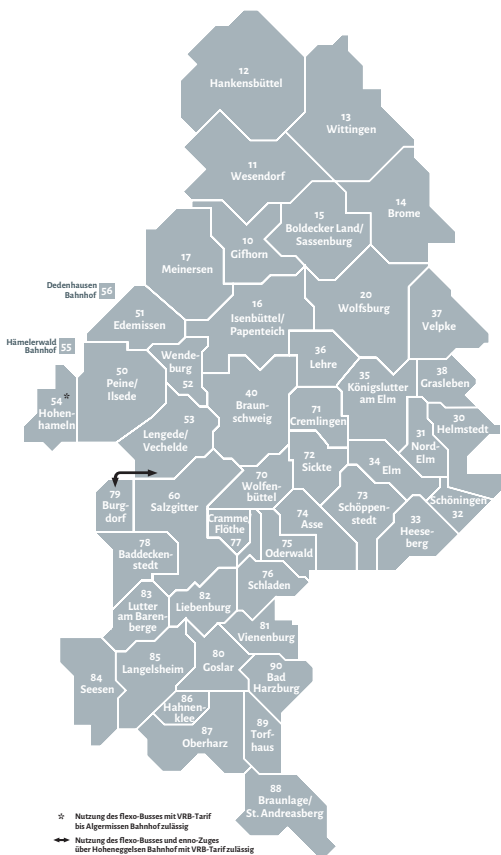 12
Hankensbüttel
13
Wittingen
11
Wesendorf
14
Brome
15
Boldecker Land/
Sassenburg
10
Gifhorn
17
Meinersen
Dedenhausen
Bahnhof
56
16
Isenbüttel/
Papenteich
20
Wolfsburg
37
Velpke
51
Edemissen
Hämelerwald
Bahnhof
55
Wende-
burg
52
36
Lehre
50
Peine/
Ilsede
35
Königslutter
am Elm
38
Grasleben
54
Hohen-
hameln
40
Braun-
schweig
71
Cremlingen
30
Helmstedt
31
Nord-
Elm
53
Lengede/
Vechelde
72
Sickte
34
Elm
70
Wolfen-
büttel
79
Burg-
dorf
60
Salzgitter
73
Schöppen-
stedt
Schöningen
32
74
Asse
33
Heese-
berg
Cramme
Flöthe
77
78
Baddecken-
stedt
75
Oderwald
76
Schladen
83
Lutter
am Baren-
berge
82
Liebenburg
81
Vienenburg
80
Goslar
85
Langelsheim
90
Bad
Harzburg
84
Seesen
86
Hahnen-
klee
87
Oberharz
89
Torf-
haus
88
Braunlage/
St. Andreasberg
Nutzung des flexo-Busses mit VRB-Tarif
bis Algermissen Bahnhof zulässig
Nutzung des flexo-Busses und enno-Zuges
über Hoheneggelsen Bahnhof mit VRB-Tarif zulässig